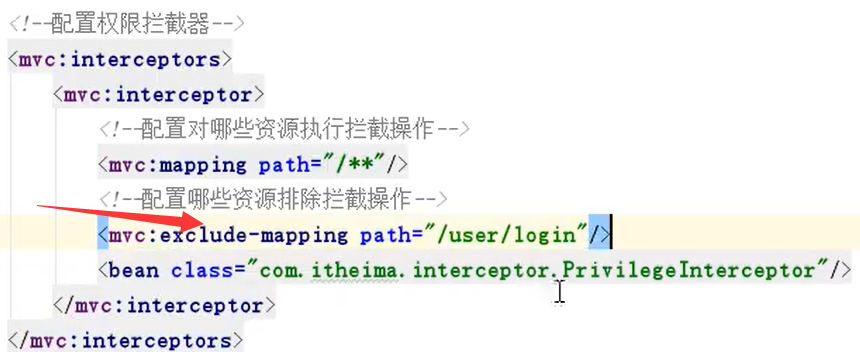 <!--配置权限拦截器-->
<mvc:interceptors>
<mvc:interceptor>
<!--配置对哪些资源执行拦截操作-->
<mvc:mapping path="/**"/>
<!--配置哪些资源排除拦截操作-->
<mvc:exclude-mapping path="/user/login"/>
<bean class="com.itheima.interceptor.PrivilegeInterceptor"/>
</mvc:interceptor>
</mvc:interceptors>